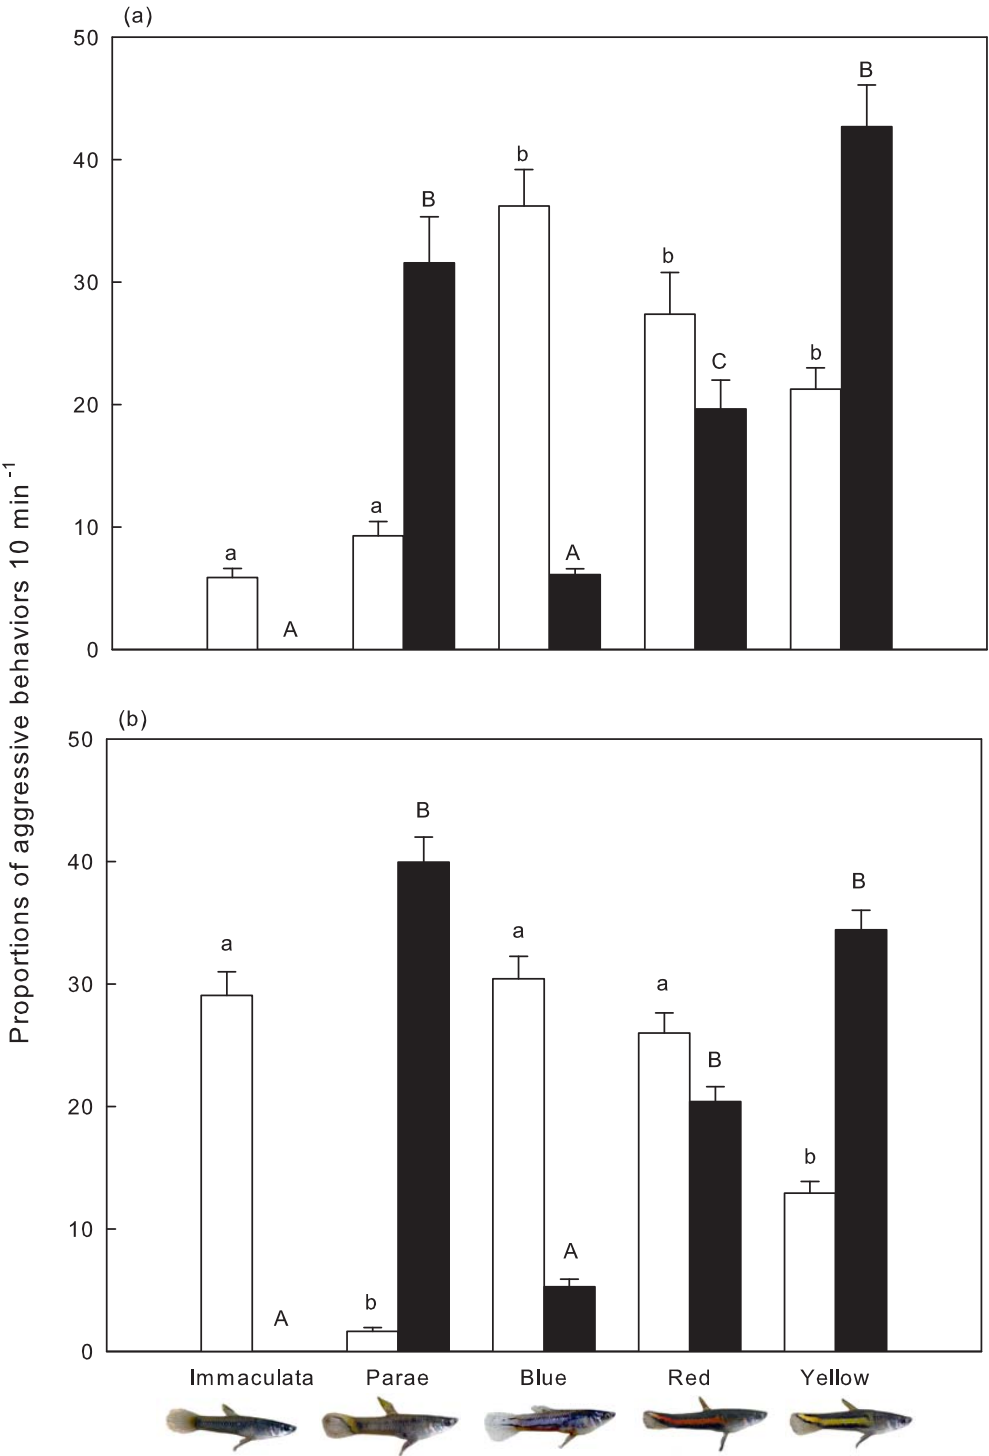 (a)
50
40
30
20
10
0
a
A
a
B
b
A
b
C
b
B
Proportions of aggressive behaviors 10 min⁻¹
(b)
50
40
30
20
10
0
a
A
b
B
a
A
a
B
b
B
Immaculata Parae Blue Red Yellow